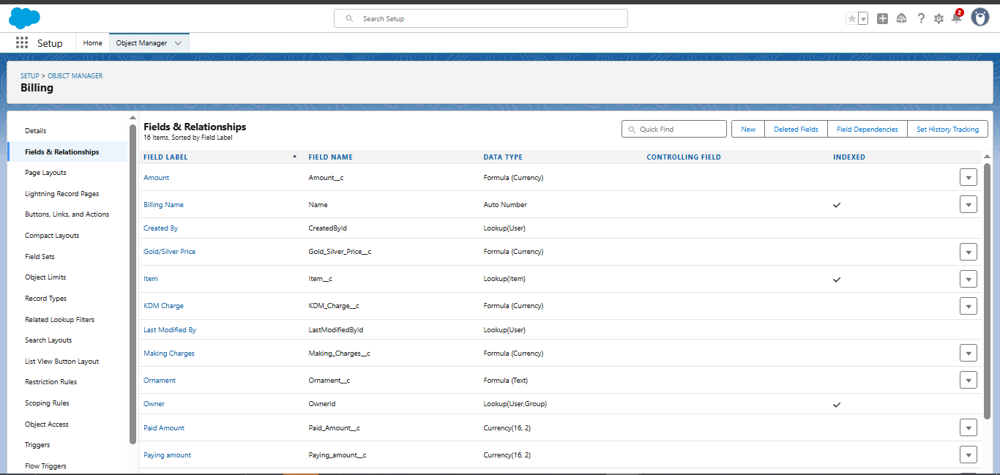 Search Setup
2
Setup
Home
Object Manager
SETUP > OBJECT MANAGER
Billing
Details
Fields & Relationships
Page Layouts
Lightning Record Pages
Buttons, Links, and Actions
Compact Layouts
Field Sets
Object Limits
Record Types
Related Lookup Filters
Search Layouts
List View Button Layout
Restriction Rules
Scoping Rules
Object Access
Triggers
Flow Triggers
Fields & Relationships
16 Items, Sorted by Field Label
Quick Find
New
Deleted Fields
Field Dependencies
Set History Tracking
FIELD LABEL FIELD NAME DATA TYPE CONTROLLING FIELD INDEXED
Amount Amount__c Formula (Currency)
Billing Name Name Auto Number
Created By CreatedById Lookup(User)
Gold/Silver Price Gold_Silver_Price__c Formula (Currency)
Item Item__c Lookup(Item)
KDM Charge KDM_Charge__c Formula (Currency)
Last Modified By LastModifiedById Lookup(User)
Making Charges Making_Charges__c Formula (Currency)
Ornament Ornament__c Formula (Text)
Owner OwnerId Lookup(User,Group)
Paid Amount Paid_Amount__c Currency(16, 2)
Paying amount Paying_amount__c Currency(16, 2)